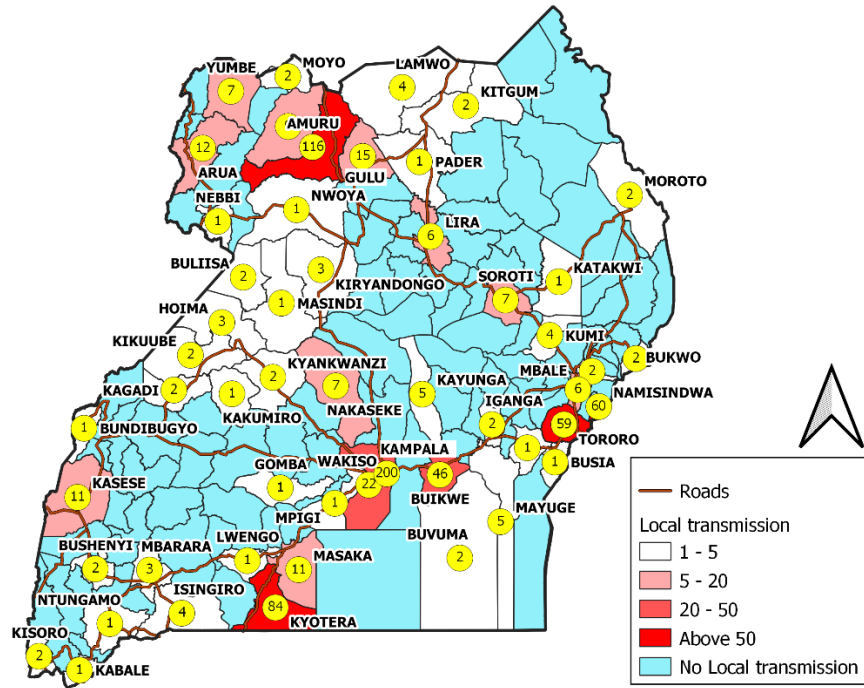 YUMBE
MOYO
LAMWO
7
2
4
KITGUM
2
AMURU
12
116
15
1
PADER
ARUA
GULU
MOROTO
2
NEBBI
NWOYA
1
1
LIRA
6
BULIISA
2
3
KIRYANDONGO
SOROTI
KATAKWI
1
7
HOIMA
1
MASINDI
3
KUMI
4
KIKUUBE
2
KYANKWANZI
MBALE
2
2
BUKWO
KAGADI
2
1
2
7
5
KAYUNGA
6
NAMISINDWA
KAKUMIRO
NAKASEKE
IGANGA
60
1
BUNDIBUGYO
2
59
TORORO
KAMPALA
GOMBA
WAKISO
200
46
1
1
BUSIA
KASESE
11
1
22
BUIKWE
MPIGI
1
5
MAYUGE
BUSHENYI
MBARARA
LWENGO
MASAKA
BUVUMA
2
3
1
11
2
NTUNGAMO
ISINGIRO
4
84
KYOTERA
1
KISORO
2
1
KABALE
Roads
Local transmission
1 - 5
5 - 20
20 - 50
Above 50
No Local transmission